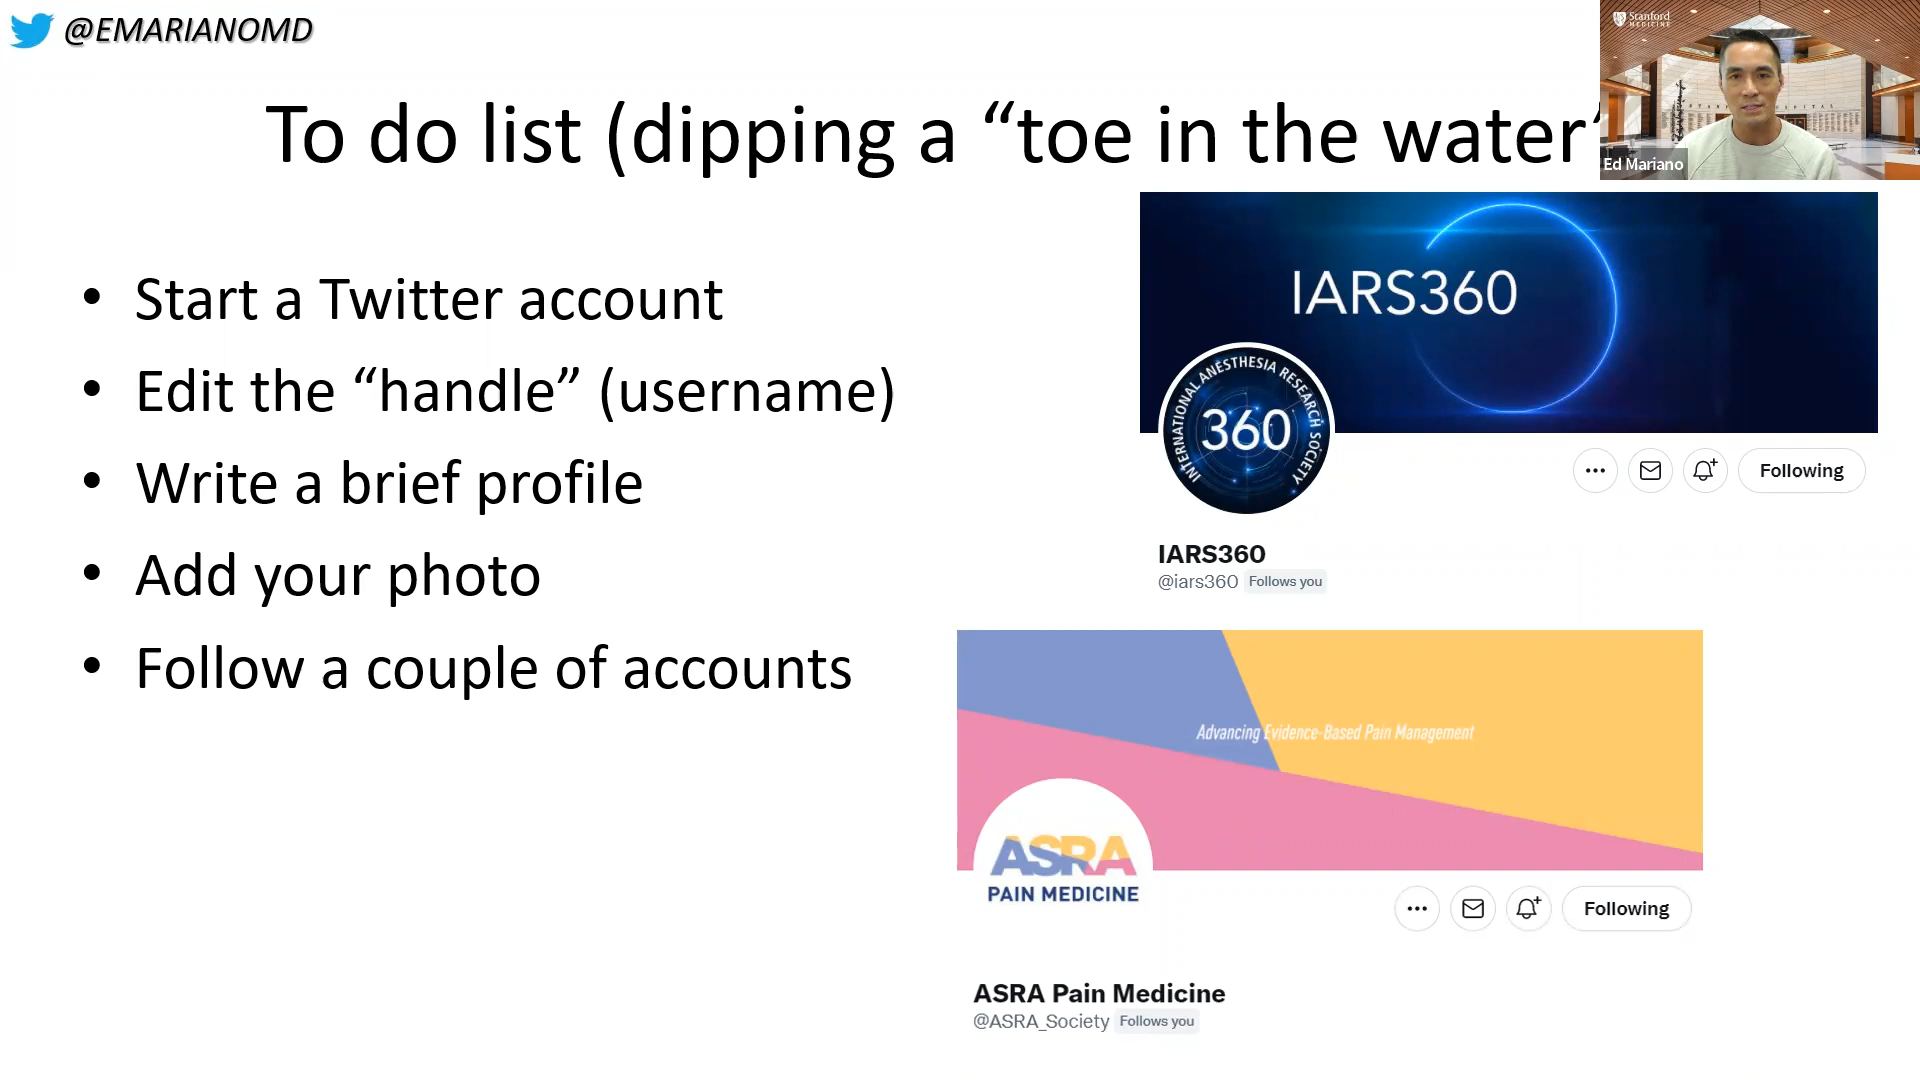 @EMARIANOMD
Stanford
MEDICINE
To do list (dipping a “toe in the water”
Ed Mariano
• Start a Twitter account
• Edit the “handle” (username)
• Write a brief profile
• Add your photo
• Follow a couple of accounts
IARS360
INTERNATIONAL ANESTHESIA RESEARCH SOCIETY
360
Following
IARS360
@iars360 Follows you
Advancing Evidence-Based Pain Management
ASRA
PAIN MEDICINE
Following
ASRA Pain Medicine
@ASRA_Society Follows you